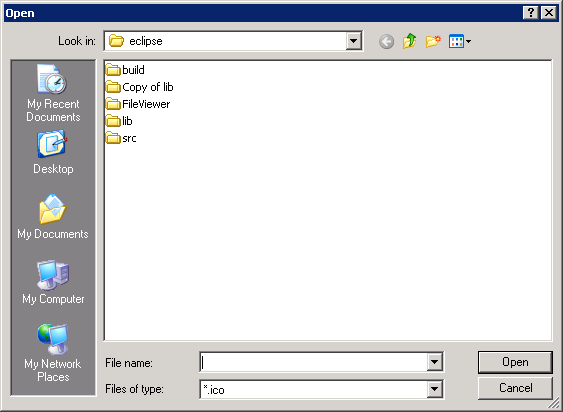 Open
Look in: eclipse
My Recent
Documents
Desktop
My Documents
My Computer
My Network
Places
build
Copy of lib
FileViewer
lib
src
File name:
Open
Files of type: *.ico
Cancel